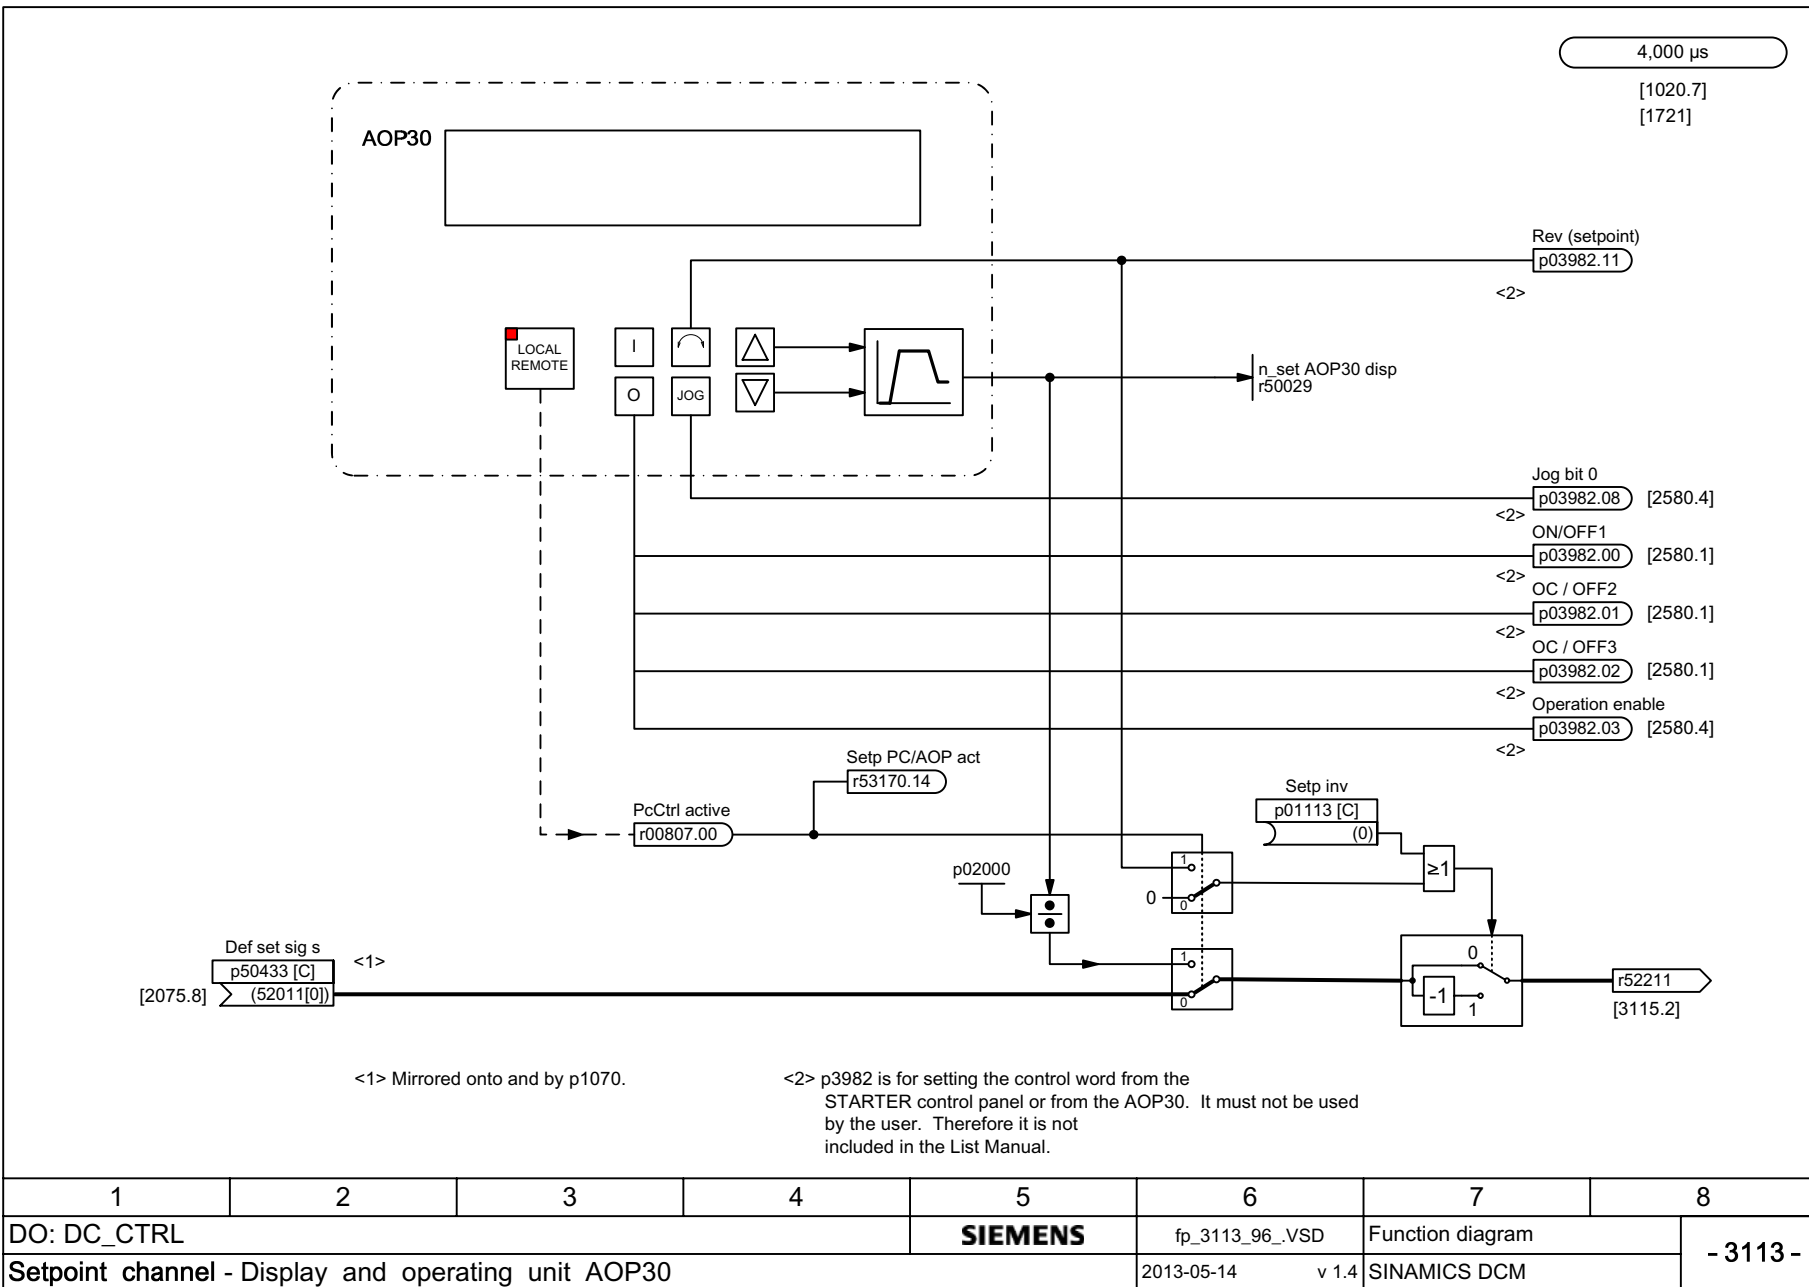 4,000 µs
[1020.7]
[1721]
AOP30
Rev (setpoint)
p03982.11
<2>
LOCAL
REMOTE
I
O
JOG
n_set AOP30 disp
r50029
Jog bit 0
p03982.08 [2580.4]
<2>
ON/OFF1
p03982.00 [2580.1]
<2>
OC / OFF2
p03982.01 [2580.1]
<2>
OC / OFF3
p03982.02 [2580.1]
<2>
Operation enable
p03982.03 [2580.4]
<2>
Setp PC/AOP act
r53170.14
PcCtrl active
r00807.00
Setp inv
p01113 [C]
(0)
p02000
1
0
0
≥1
Def set sig s
p50433 [C]
<1>
[2075.8] (52011[0])
1
0
0
-1
1
r52211
[3115.2]
<1> Mirrored onto and by p1070.
<2> p3982 is for setting the control word from the
STARTER control panel or from the AOP30. It must not be used
by the user. Therefore it is not
included in the List Manual.
1 2 3 4 5 6 7 8
DO: DC_CTRL SIEMENS fp_3113_96_.VSD Function diagram
- 3113 -
Setpoint channel - Display and operating unit AOP30 2013-05-14 v 1.4 SINAMICS DCM